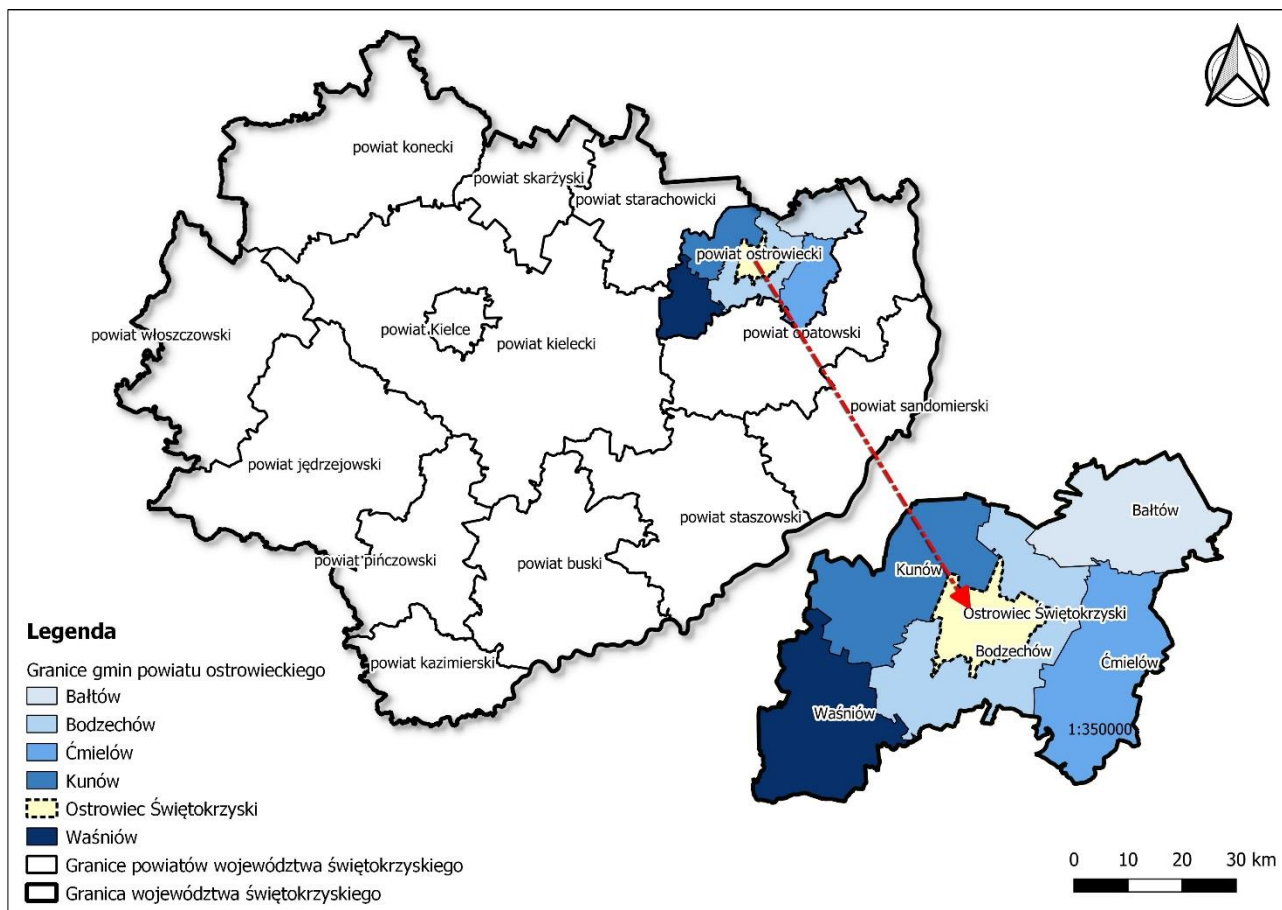 powiat konecki
powiat skarżyski
powiat starachowicki
powiat ostrowiecki
powiat włoszczowski
powiat Kielce
powiat kielecki
powiat opatowski
powiat sandomierski
powiat jędrzejowski
powiat staszowski
powiat pińczowski
powiat buski
powiat kazimierski
Bałtów
Kunów
Ostrowiec Świętokrzyski
Bodzechów
Ćmielów
Waśniów
1:350000
Legenda
Granice gmin powiatu ostrowieckiego
Bałtów
Bodzechów
Ćmielów
Kunów
Ostrowiec Świętokrzyski
Waśniów
Granice powiatów województwa świętokrzyskiego
Granica województwa świętokrzyskiego
0 10 20 30 km